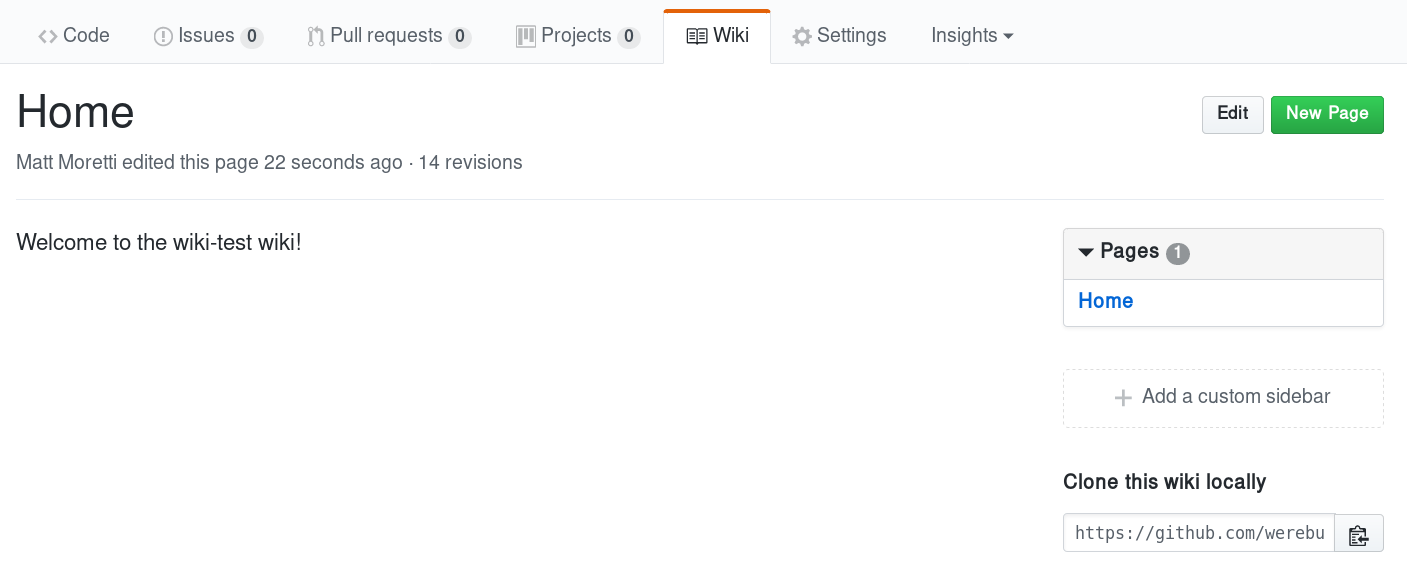 Code Issues 0 Pull requests 0 Projects 0 Wiki Settings Insights
Home
Edit New Page
Matt Moretti edited this page 22 seconds ago · 14 revisions
Welcome to the wiki-test wiki!
Pages 1
Home
Add a custom sidebar
Clone this wiki locally
https://github.com/werebu